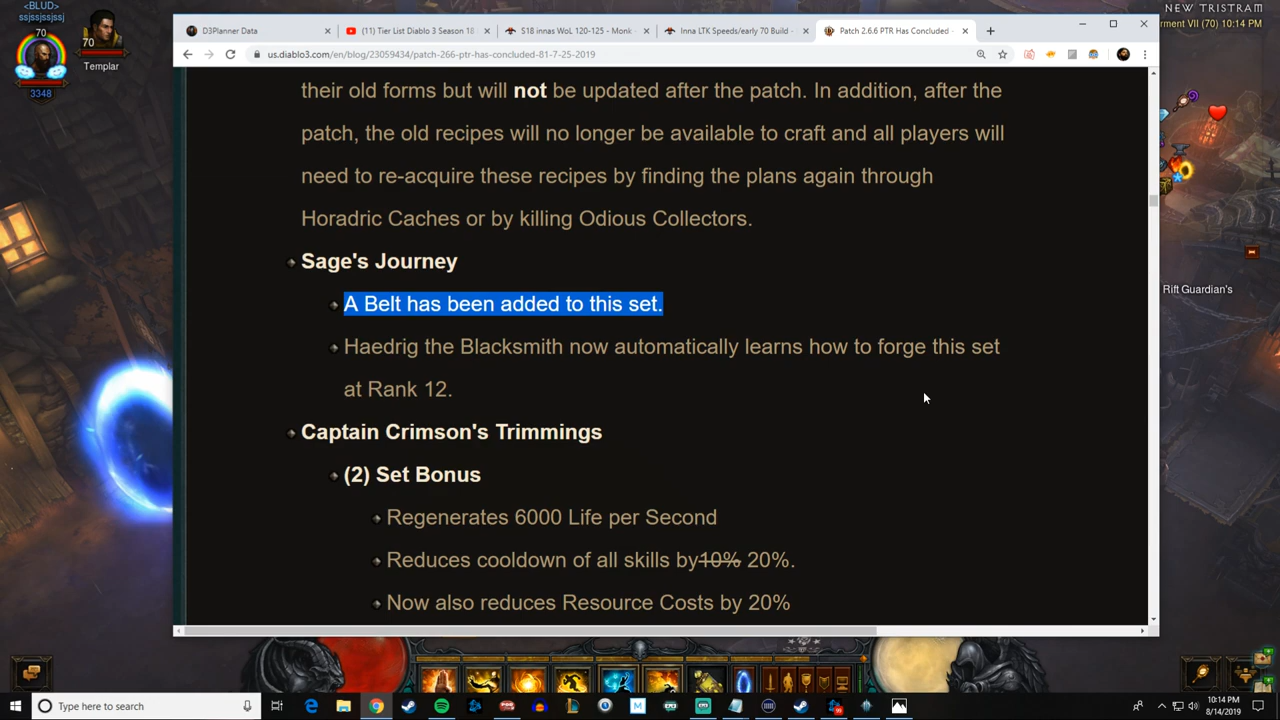 <BLUD>
ssjssjssjssj
70
70
Templar
3348
NEW TRISTRAM
Torment VII (70) 10:14 PM
D3Planner Data
(11) Tier List Diablo 3 Season 18
S18 innas WoL 120-125 - Monk
Inna LTK Speeds/early 70 Build -
Patch 2.6.6 PTR Has Concluded -
us.diablo3.com/en/blog/23059434/patch-266-ptr-has-concluded-81-7-25-2019
their old forms but will not be updated after the patch. In addition, after the
patch, the old recipes will no longer be available to craft and all players will
need to re-acquire these recipes by finding the plans again through
Horadric Caches or by killing Odious Collectors.
Sage's Journey
A Belt has been added to this set.
Haedrig the Blacksmith now automatically learns how to forge this set
at Rank 12.
Captain Crimson's Trimmings
(2) Set Bonus
Regenerates 6000 Life per Second
Reduces cooldown of all skills by10% 20%.
Now also reduces Resource Costs by 20%
Rift Guardian's
Type here to search
10:14 PM
8/14/2019